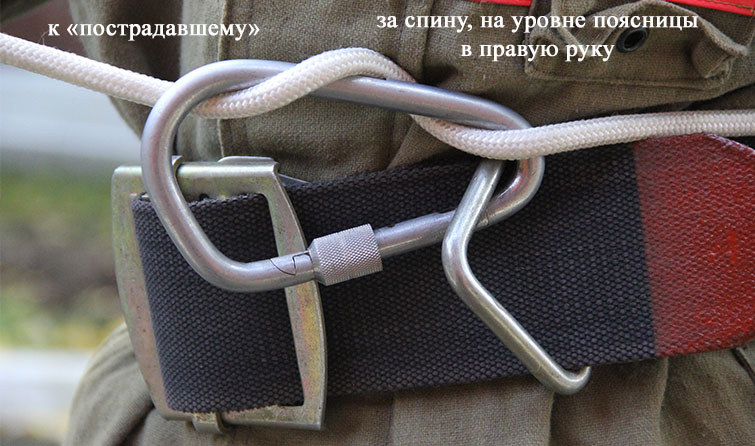 к «пострадавшему»
за спину, на уровне поясницы
в правую руку